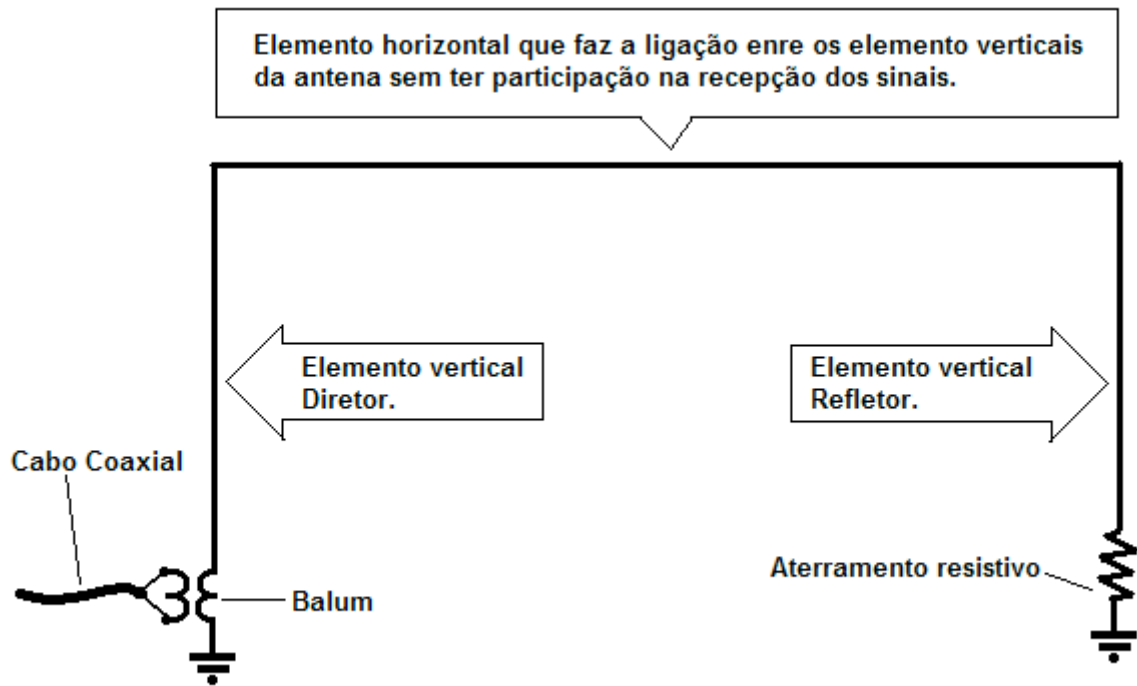 Elemento horizontal que faz a ligação enre os elemento verticais
da antena sem ter participação na recepção dos sinais.
Elemento vertical
Diretor.
Elemento vertical
Refletor.
Cabo Coaxial
Balum
Aterramento resistivo